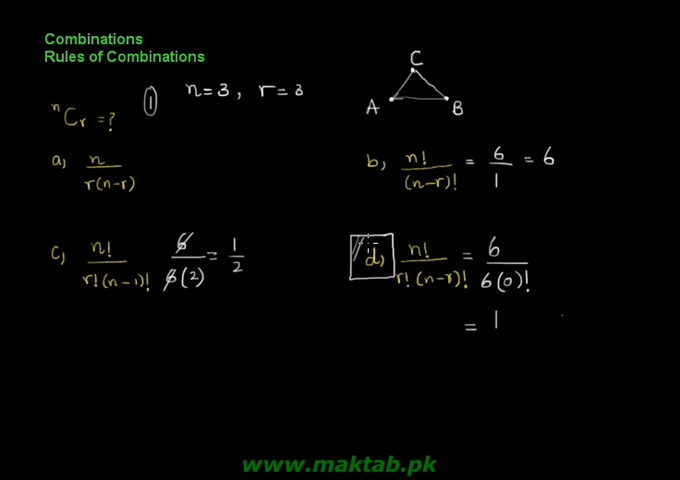 Combinations
Rules of Combinations
ⁿCᵣ = ?
① n=3, r=3
C
A B
a) n / r(n-r)
b) n! / (n-r)! = 6 / 1 = 6
c) n! / r!(n-1)! 6 / 6(2) = 1 / 2
d) n! / r!(n-r)! = 6 / 6(0)!
= 1
www.maktab.pk